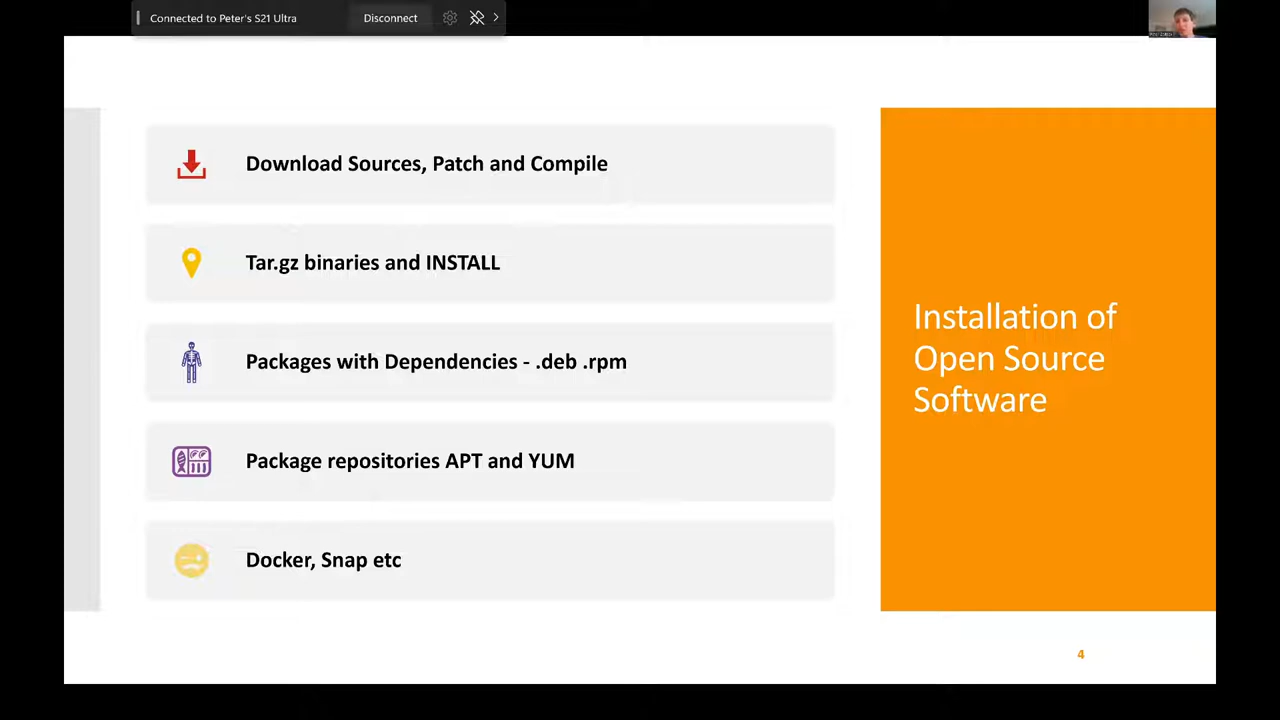 Connected to Peter's S21 Ultra
Disconnect
Download Sources, Patch and Compile
Tar.gz binaries and INSTALL
Packages with Dependencies - .deb .rpm
Package repositories APT and YUM
Docker, Snap etc
Installation of
Open Source
Software
4